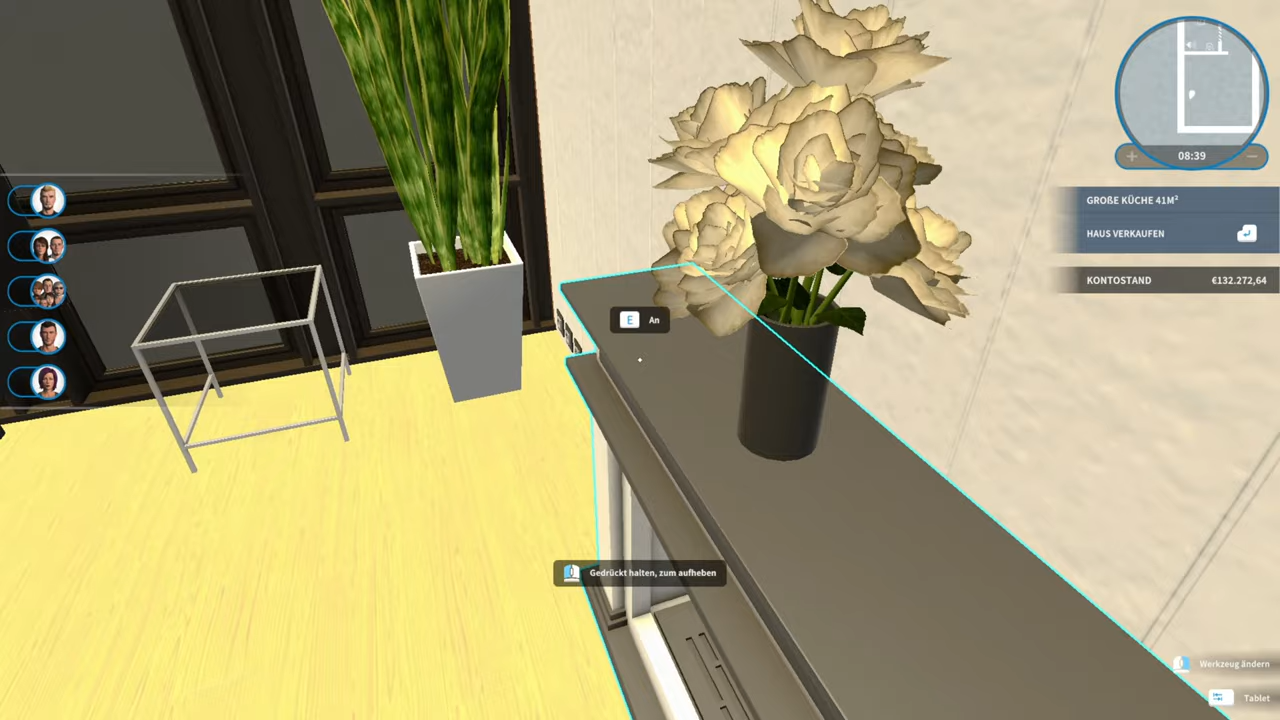 08:39
GROßE KÜCHE 41M²
HAUS VERKAUFEN
KONTOSTAND €132.272,64
E An
Gedrückt halten, zum aufheben
Werkzeug ändern
Tablet